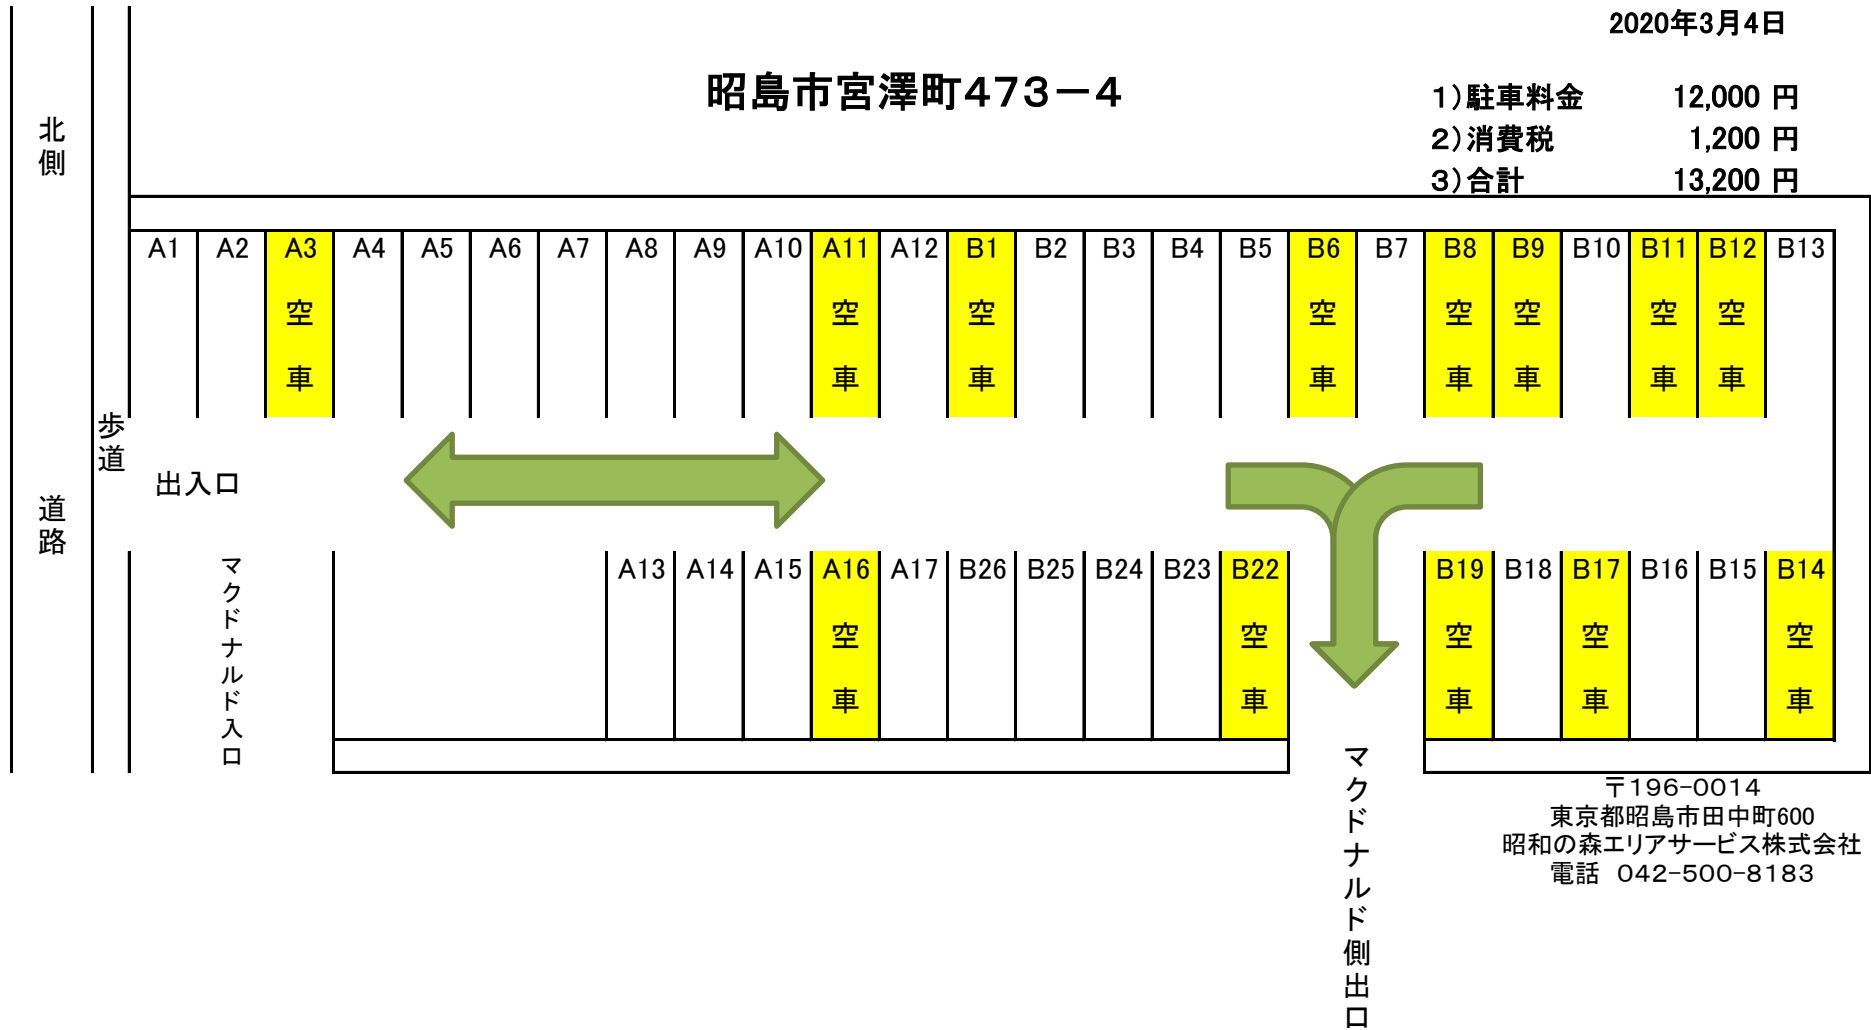 2020年3月4日
昭島市宮澤町473－4
1)駐車料金 12,000 円
2)消費税 1,200 円
3)合計 13,200 円
北側
道路
歩道
A1 A2 A3 A4 A5 A6 A7 A8 A9 A10 A11 A12 B1 B2 B3 B4 B5 B6 B7 B8 B9 B10 B11 B12 B13
空車 空車 空車 空車 空車 空車 空車 空車
出入口
マクドナルド入口
A13 A14 A15 A16 A17 B26 B25 B24 B23 B22 B19 B18 B17 B16 B15 B14
空車 空車 空車 空車 空車
マクドナルド側出口
〒196-0014
東京都昭島市田中町600
昭和の森エリアサービス株式会社
電話 042-500-8183